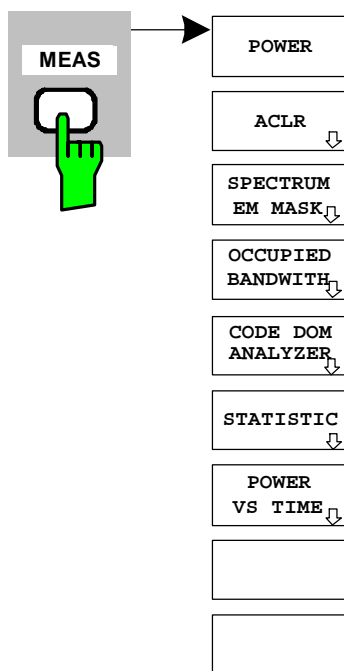 MEAS
POWER
ACLR
SPECTRUM
EM MASK
OCCUPIED
BANDWITH
CODE DOM
ANALYZER
STATISTIC
POWER
VS TIME